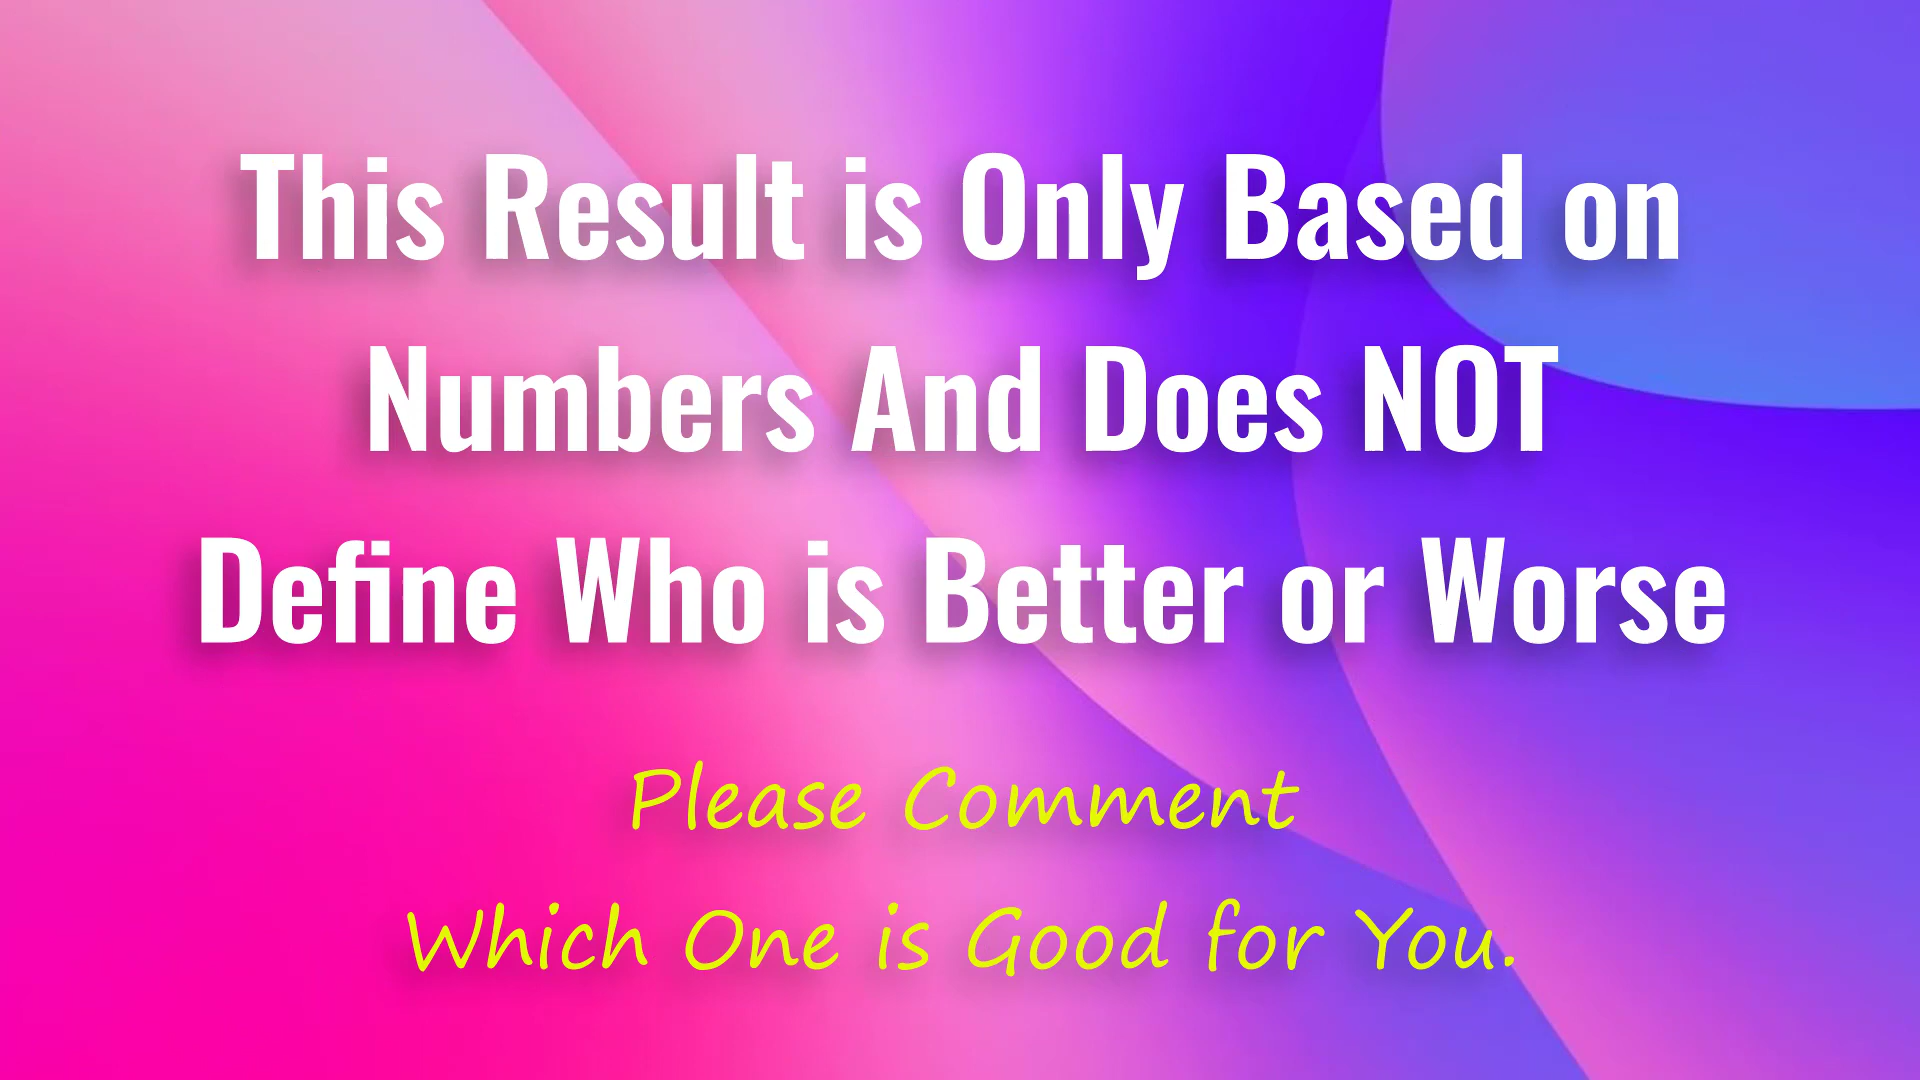 This Result is Only Based on
Numbers And Does NOT
Define Who is Better or Worse
Please Comment
Which One is Good for You.